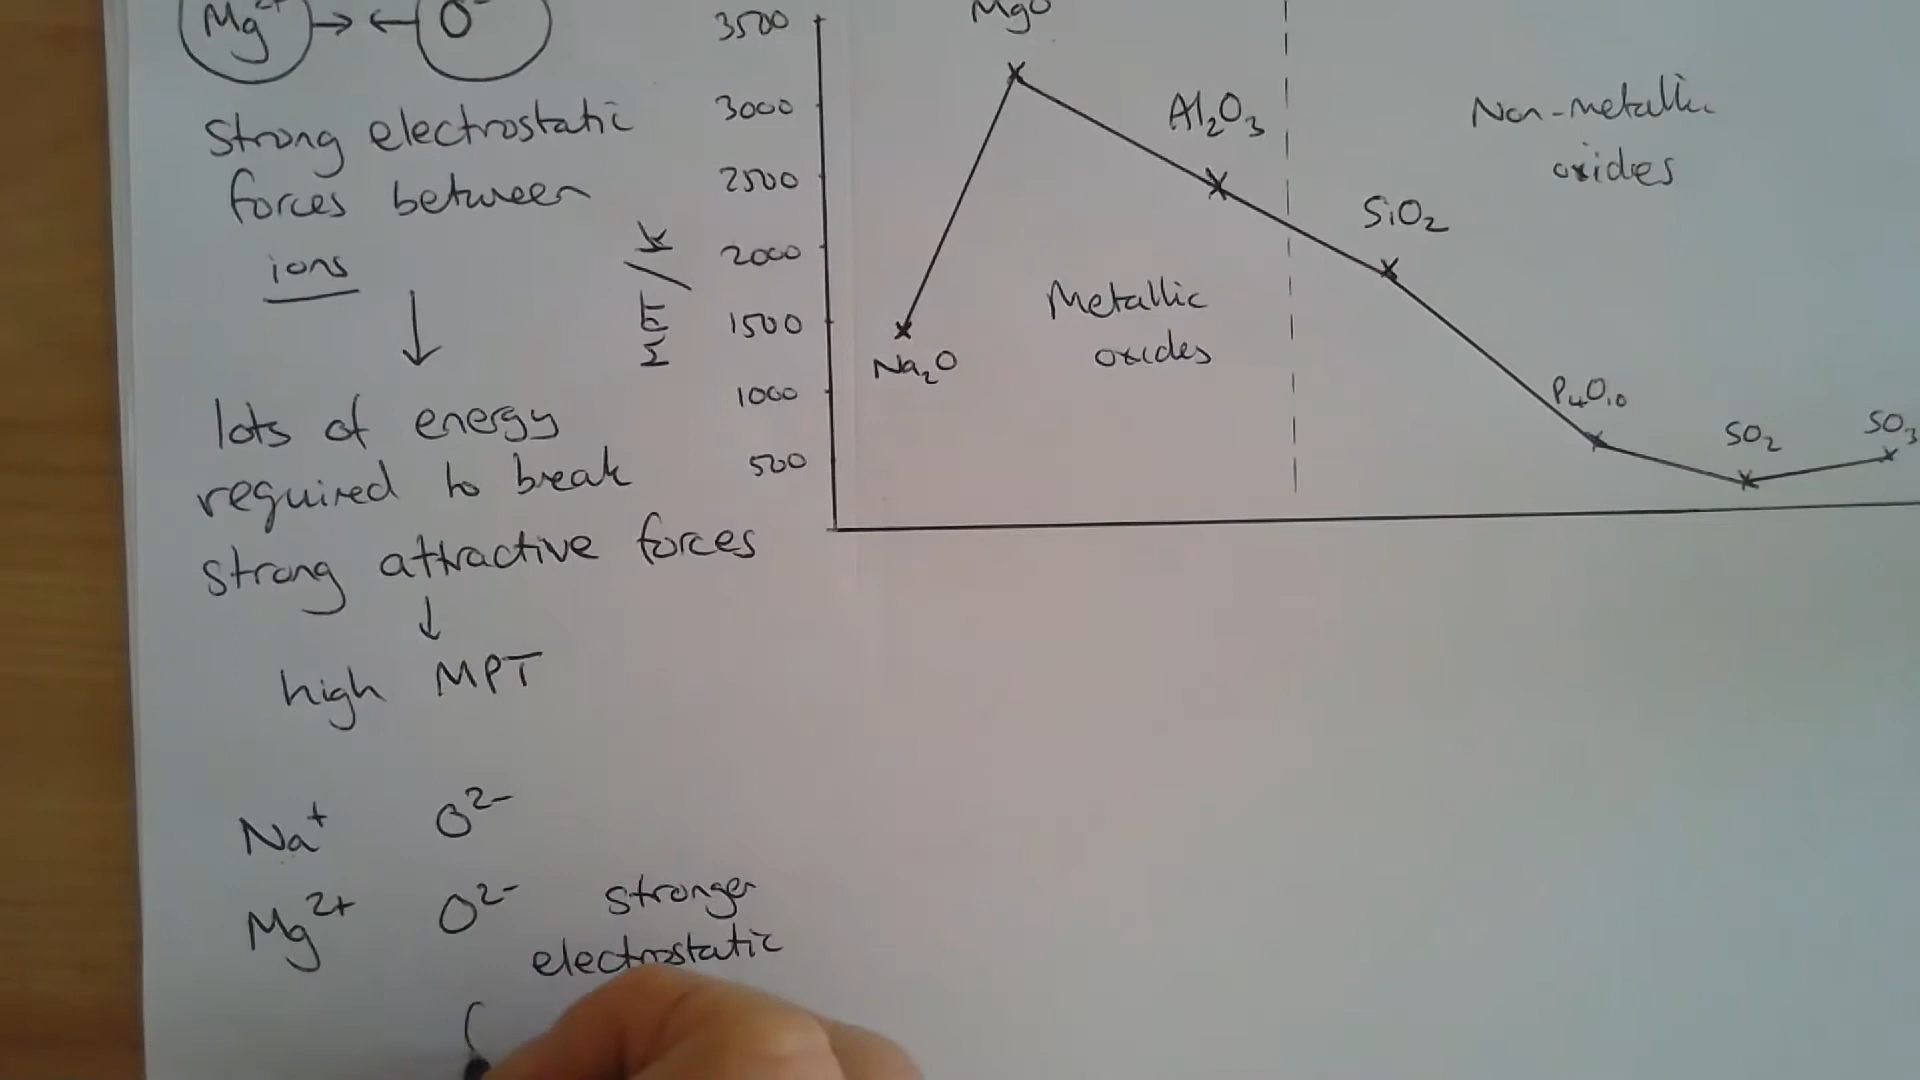 Mg2+ → ← O2-
Strong electrostatic
forces between
ions
↓
lots of energy
required to break
strong attractive forces
↓
high MPT
Na+ O2-
Mg2+ O2- stronger
electrostatic
MPT/K
3500
3000
2500
2000
1500
1000
500
MgO
Al2O3
SiO2
Na2O
P4O10
SO2
SO3
Metallic
oxides
Non-metallic
oxides